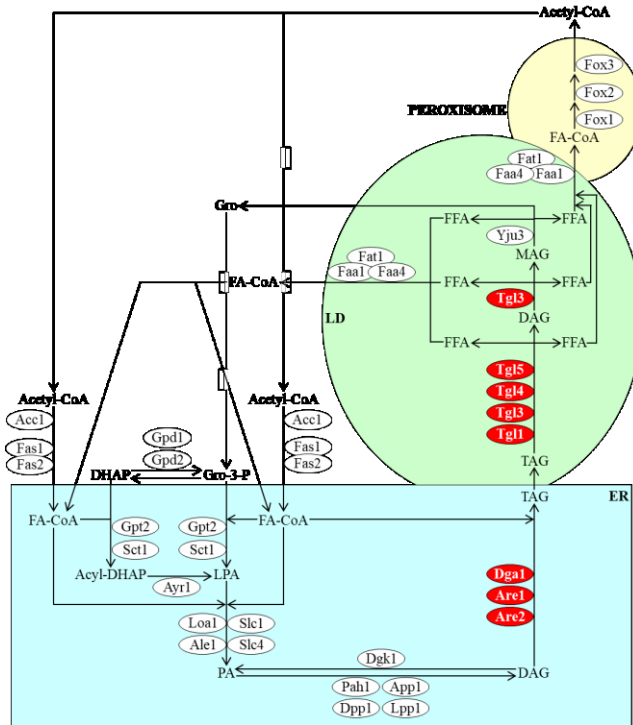 Acetyl-CoA
Fox3
Fox2
PEROXISOME
Fox1
FA-CoA
Fat1
Faa4 Faa1
Gro
FFA FFA
Yju3
Fat1
MAG
Faa1 Faa4
FA-CoA FFA FFA
Tgl3
LD DAG
FFA FFA
Tgl5
Tgl4
Acetyl-CoA Acetyl-CoA
Tgl3
Acc1 Acc1
Tgl1
Gpd1
Fas1 Fas1
Gpd2
Fas2 Fas2
TAG
DHAP Gro-3-P
TAG ER
FA-CoA Gpt2 Gpt2 FA-CoA
Sct1 Sct1
Acyl-DHAP LPA
Dga1
Ayr1
Are1
Are2
Loa1 Slc1
Ale1 Slc4
Dgk1
PA DAG
Pah1 App1
Dpp1 Lpp1